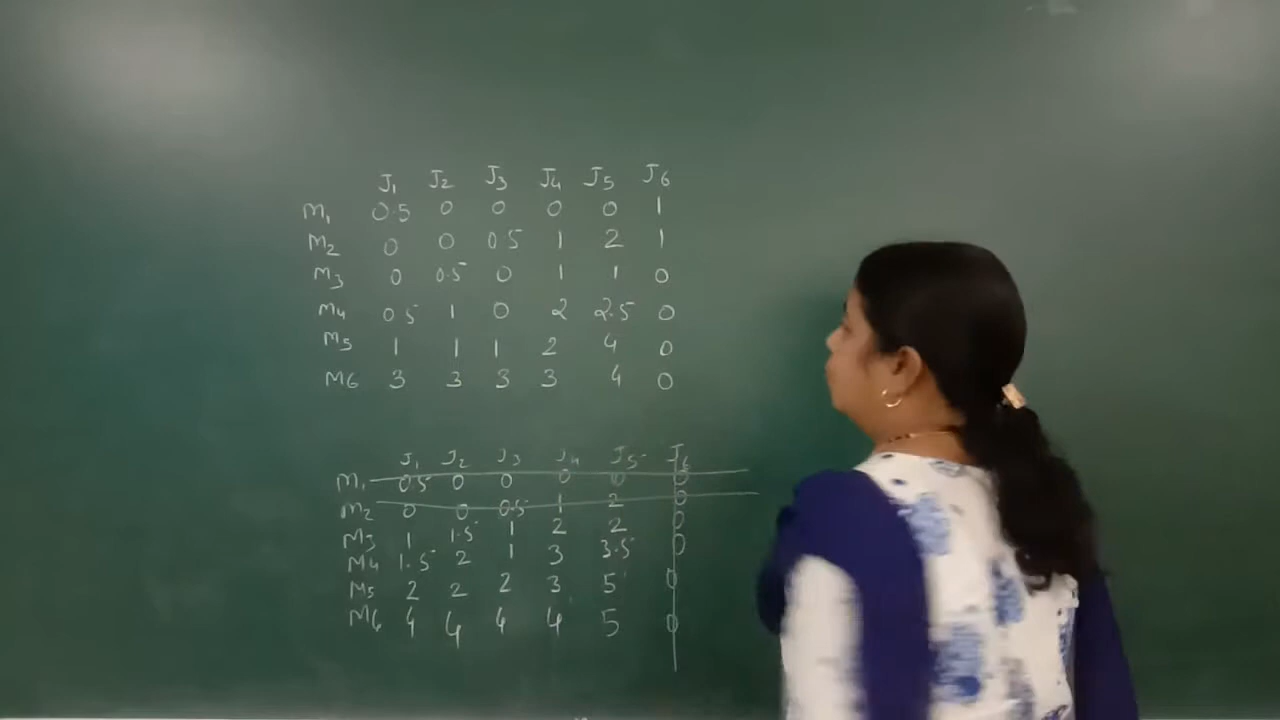 J1 J2 J3 J4 J5 J6
M1 0.5 0 0 0 0 1
M2 0 0 0.5 1 2 1
M3 0 0.5 0 1 1 0
M4 0.5 1 0 2 2.5 0
M5 1 1 1 2 4 0
M6 3 3 3 3 4 0
J1 J2 J3 J4 J5 J6
M1 0.5 0 0 0 0 0
M2 0 0 0.5 1 2 0
M3 1 1.5 1 2 2 0
M4 1.5 2 1 3 3.5 0
M5 2 2 2 3 5 0
M6 4 4 4 4 5 0